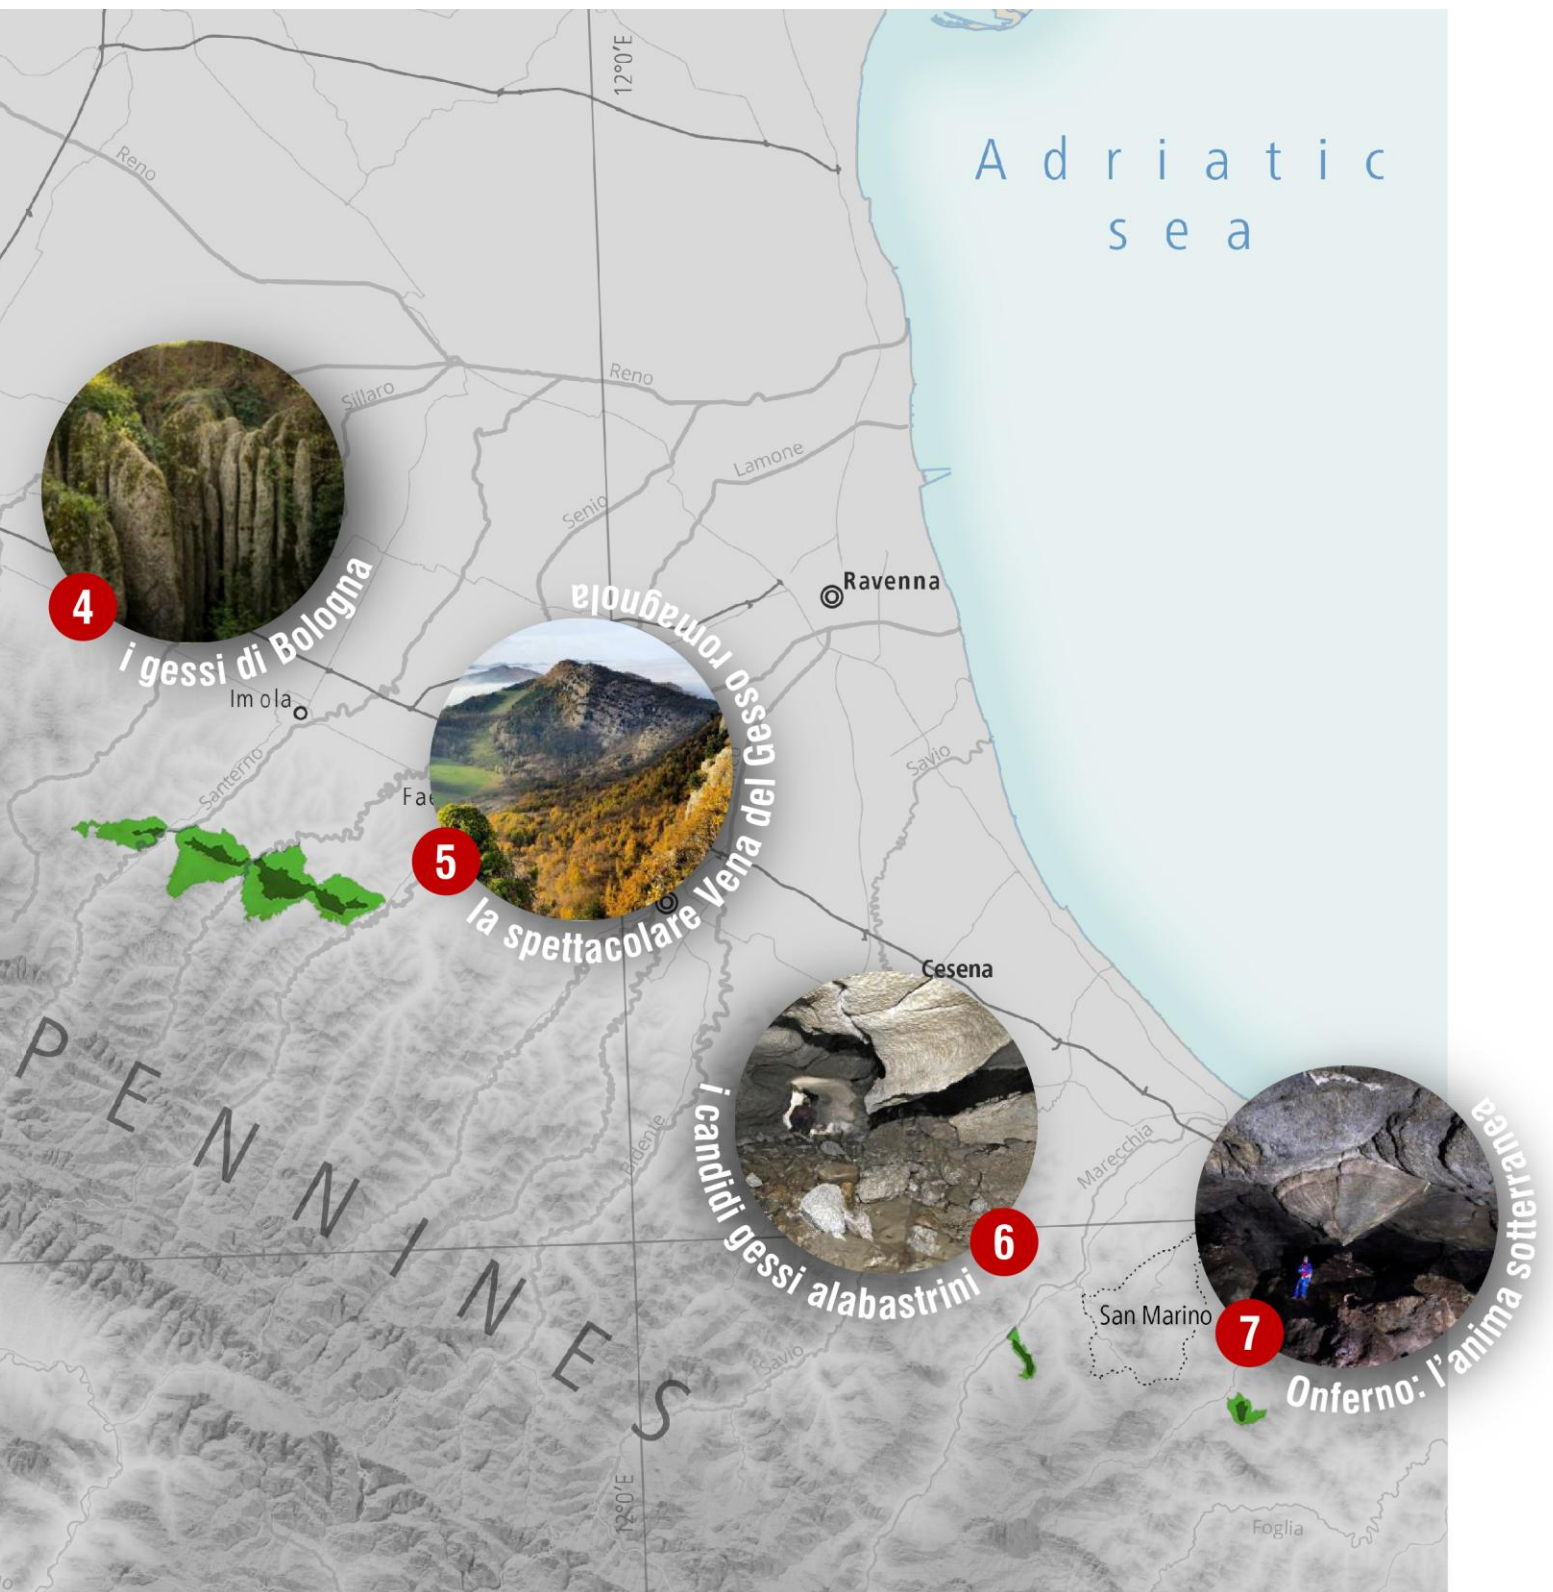 12°0'E
Adriatic
sea
Reno
Reno
Sillaro
Lamone
Senio
Ravenna
4
i gessi di Bologna
Imola
Santerno
Savio
Fae
5
la spettacolare Vena del Gesso romagnola
Cesena
PENNINES
Bidente
Marecchia
6
i candidi gessi alabastrini
San Marino
7
Onferno: l'anima sotterranea
Savio
12°0'E
Foglia